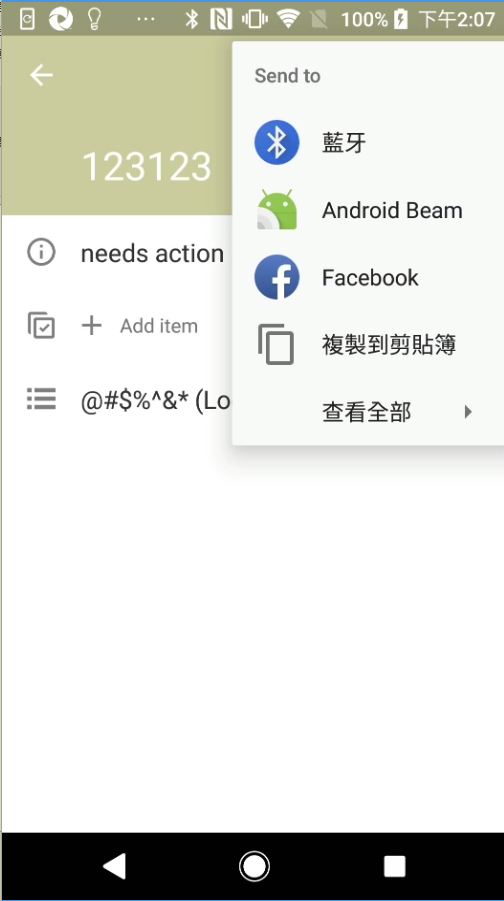 100% 下午2:07
Send to
藍牙
Android Beam
Facebook
複製到剪貼簿
查看全部
123123
needs action
Add item
@#$%^&* (Lo